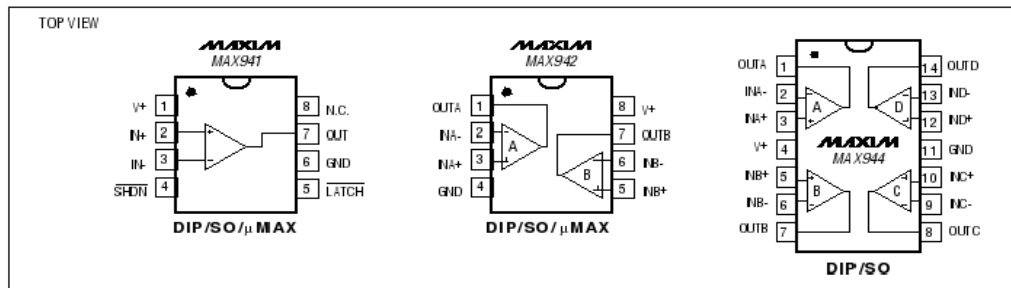 TOP VIEW
MAXIM
MAX941
V+ 1
IN+ 2
IN- 3
SHDN 4
8 N.C.
7 OUT
6 GND
5 LATCH
+
-
DIP/SO/μMAX
MAXIM
MAX942
OUTA 1
INA- 2
INA+ 3
GND 4
8 V+
7 OUTB
6 INB-
5 INB+
-
A
+
-
B
+
DIP/SO/μMAX
OUTA 1
INA- 2
INA+ 3
V+ 4
INB+ 5
INB- 6
OUTB 7
14 OUTD
13 IND-
12 IND+
11 GND
10 INC+
9 INC-
8 OUTC
-
A
+
-
D
+
MAXIM
MAX944
+
B
-
+
C
-
DIP/SO